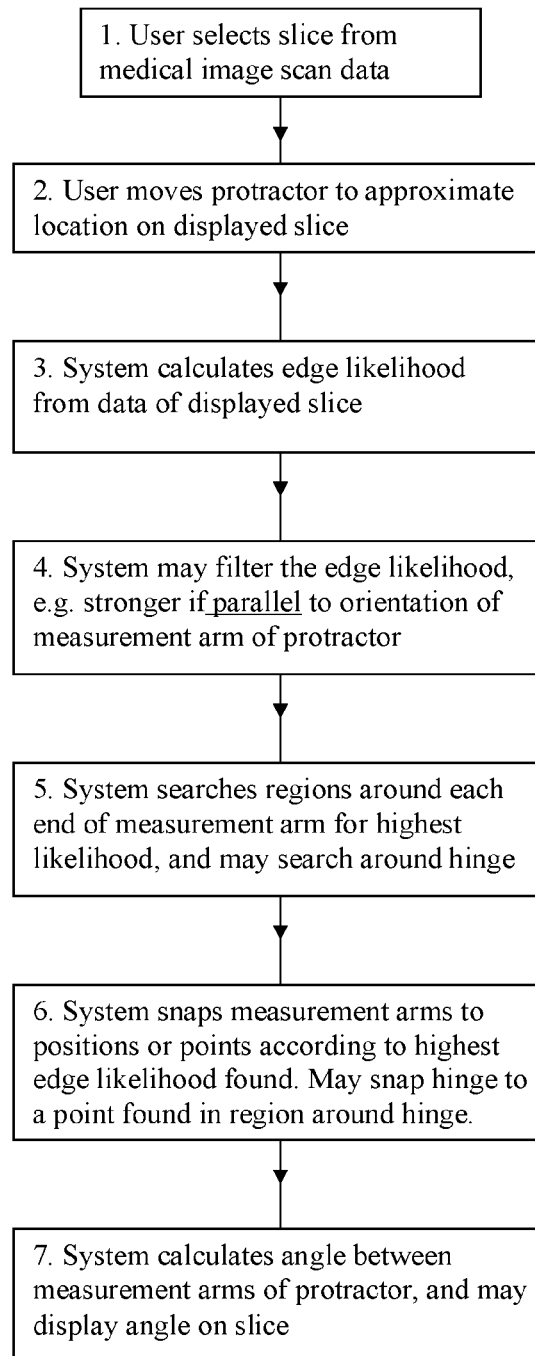 1. User selects slice from
medical image scan data
2. User moves protractor to approximate
location on displayed slice
3. System calculates edge likelihood
from data of displayed slice
4. System may filter the edge likelihood,
e.g. stronger if parallel to orientation of
measurement arm of protractor
5. System searches regions around each
end of measurement arm for highest
likelihood, and may search around hinge
6. System snaps measurement arms to
positions or points according to highest
edge likelihood found. May snap hinge to
a point found in region around hinge.
7. System calculates angle between
measurement arms of protractor, and may
display angle on slice